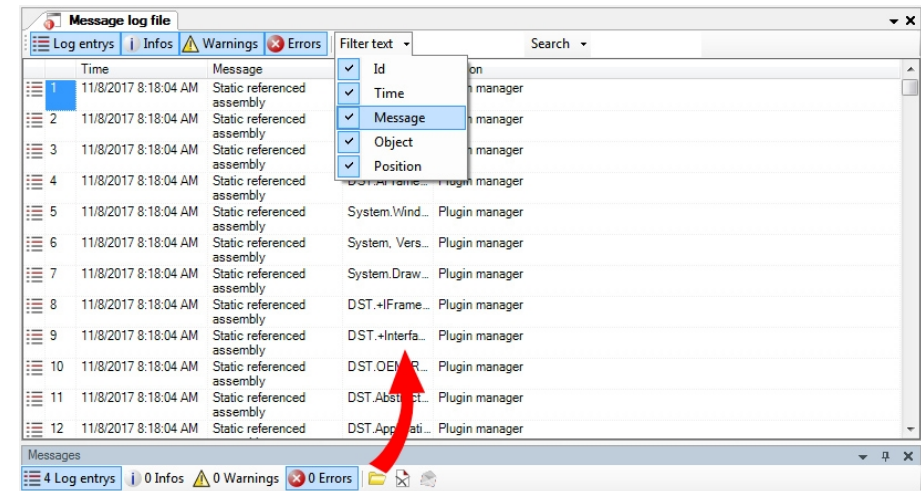 Message log file
Log entrys Infos Warnings Errors Filter text Search
Time Message
Id
Time
Message
Object
Position
1 11/8/2017 8:18:04 AM Static referenced manager
assembly
2 11/8/2017 8:18:04 AM Static referenced manager
assembly
3 11/8/2017 8:18:04 AM Static referenced manager
assembly
4 11/8/2017 8:18:04 AM Static referenced manager
assembly
5 11/8/2017 8:18:04 AM Static referenced System.Wind... Plugin manager
assembly
6 11/8/2017 8:18:04 AM Static referenced System, Vers... Plugin manager
assembly
7 11/8/2017 8:18:04 AM Static referenced System.Draw... Plugin manager
assembly
8 11/8/2017 8:18:04 AM Static referenced DST.+IFrame... Plugin manager
assembly
9 11/8/2017 8:18:04 AM Static referenced DST.+Interfa... Plugin manager
assembly
10 11/8/2017 8:18:04 AM Static referenced Plugin manager
assembly
11 11/8/2017 8:18:04 AM Static referenced Plugin manager
assembly
12 11/8/2017 8:18:04 AM Static referenced Plugin manager
Messages
4 Log entrys 0 Infos 0 Warnings 0 Errors